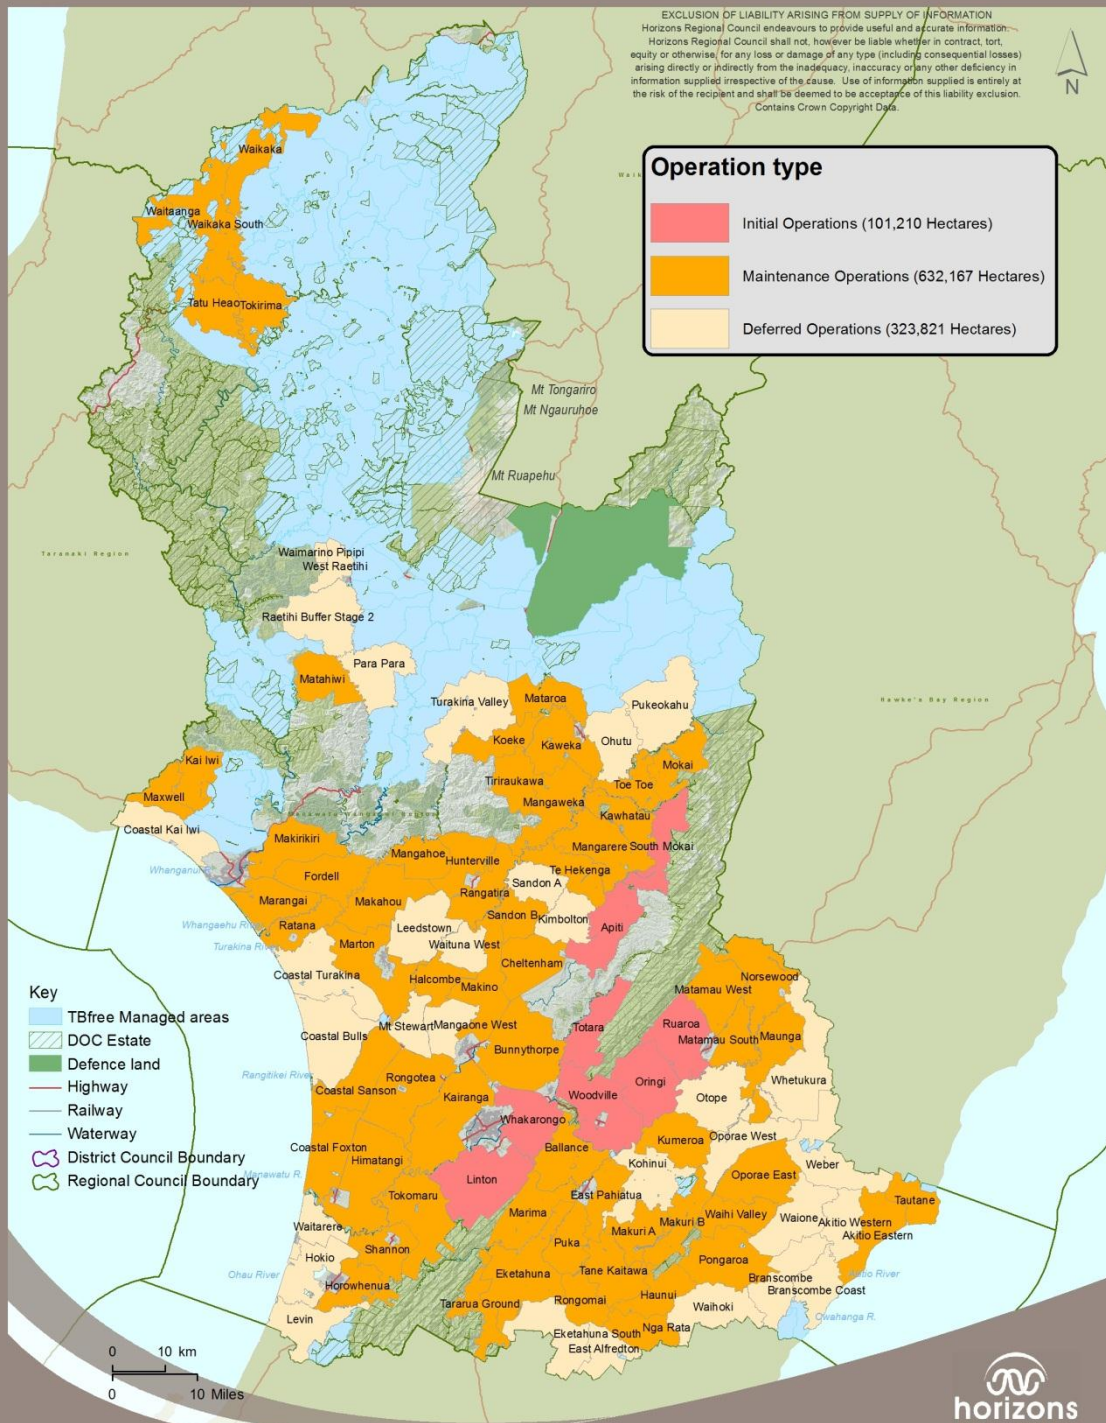 EXCLUSION OF LIABILITY ARISING FROM SUPPLY OF INFORMATION
Horizons Regional Council endeavours to provide useful and accurate information.
Horizons Regional Council shall not, however be liable whether in contract, tort,
equity or otherwise, for any loss or damage of any type (including consequential losses)
arising directly or indirectly from the inadequacy, inaccuracy or any other deficiency in
information supplied irrespective of the cause. Use of information supplied is entirely at
the risk of the recipient and shall be deemed to be acceptance of this liability exclusion.
Contains Crown Copyright Data.
N
Operation type
Initial Operations (101,210 Hectares)
Maintenance Operations (632,167 Hectares)
Deferred Operations (323,821 Hectares)
Waikaka
Waitaanga
Waikaka South
Tatu Heao
Tokirima
Mt Tongariro
Mt Ngauruhoe
Mt Ruapehu
Taranaki Region
Waimarino Pipipi
West Raetihi
Raetihi Buffer Stage 2
Para Para
Matahiwi
Turakina Valley
Mataroa
Pukeokahu
Hawke's Bay Region
Koeke
Kaweka
Ohutu
Kai Iwi
Mokai
Tiriraukawa
Toe Toe
Maxwell
Mangaweka
Manawatu-Wanganui Region
Kawhatau
Coastal Kai Iwi
Makirikiri
Mangahoe
Hunterville
Mangarere
South Mokai
Whanganui R.
Fordell
Te Hekenga
Sandon A
Rangatira
Marangai
Makahou
Sandon B
Kimbolton
Apiti
Whangaehu River
Ratana
Leedstown
Turakina River
Marton
Waituna West
Cheltenham
Coastal Turakina
Halcombe
Makino
Norsewood
Matamau West
Key
TBfree Managed areas
DOC Estate
Defence land
Highway
Railway
Waterway
District Council Boundary
Regional Council Boundary
Mt Stewart
Mangaone West
Totara
Ruaroa
Coastal Bulls
Matamau South
Maunga
Bunnythorpe
Rangitikei River
Rongotea
Oringi
Whetukura
Coastal Sanson
Kairanga
Woodville
Otope
Whakarongo
Coastal Foxton
Ballance
Kumeroa
Oporae West
Himatangi
Kohinui
Weber
Manawatu R.
Linton
Oporae East
Tokomaru
East Pahiatua
Tautane
Marima
Makuri B
Waihi Valley
Waione
Akitio Western
Waitarere
Makuri A
Akitio Eastern
Hokio
Shannon
Puka
Pongaroa
Ohau River
Horowhenua
Eketahuna
Tane Kaitawa
Branscombe
Akitio River
Haunui
Branscombe Coast
Tararua Ground
Rongomai
Waihoki
Levin
Owahanga R.
Nga Rata
Eketahuna South
East Alfredton
0 10 km
0 10 Miles
horizons